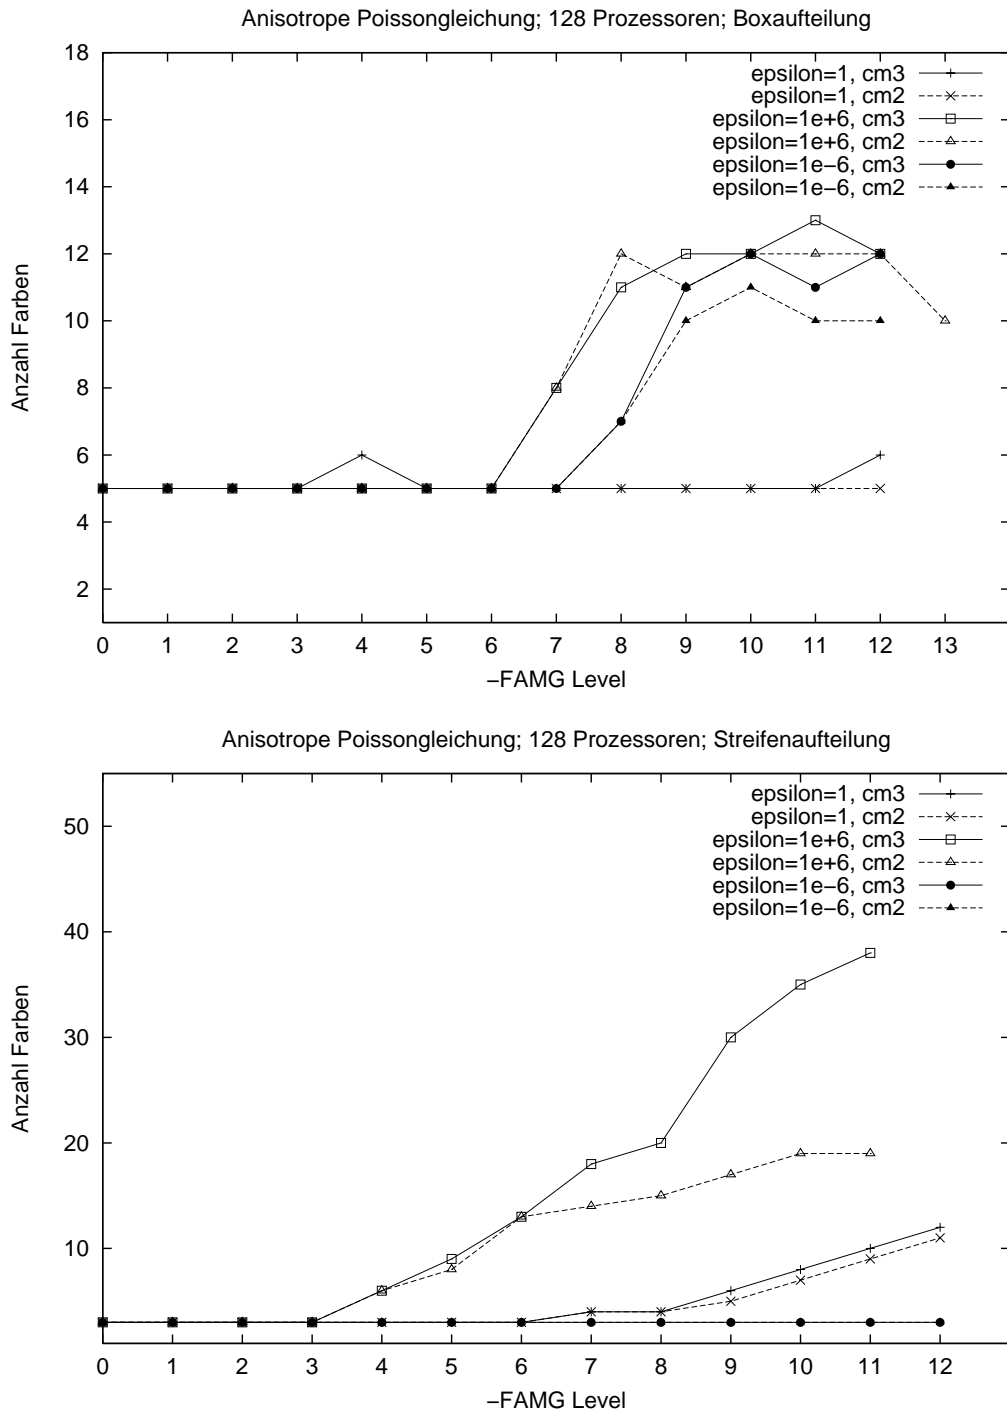 Anisotrope Poissongleichung; 128 Prozessoren; Boxaufteilung
18
16
14
12
10
8
6
4
2
Anzahl Farben
epsilon=1, cm3
epsilon=1, cm2
epsilon=1e+6, cm3
epsilon=1e+6, cm2
epsilon=1e−6, cm3
epsilon=1e−6, cm2
0 1 2 3 4 5 6 7 8 9 10 11 12 13
−FAMG Level
Anisotrope Poissongleichung; 128 Prozessoren; Streifenaufteilung
50
40
30
20
10
Anzahl Farben
epsilon=1, cm3
epsilon=1, cm2
epsilon=1e+6, cm3
epsilon=1e+6, cm2
epsilon=1e−6, cm3
epsilon=1e−6, cm2
0 1 2 3 4 5 6 7 8 9 10 11 12
−FAMG Level